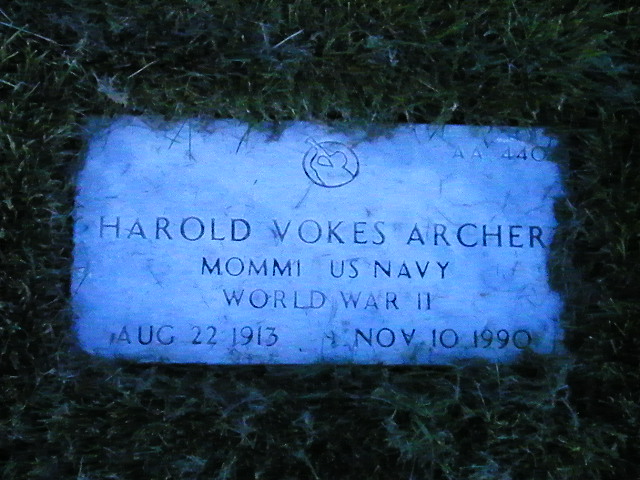 AA 440
HAROLD VOKES ARCHER
MOMM1 US NAVY
WORLD WAR II
AUG 22 1913 NOV 10 1990